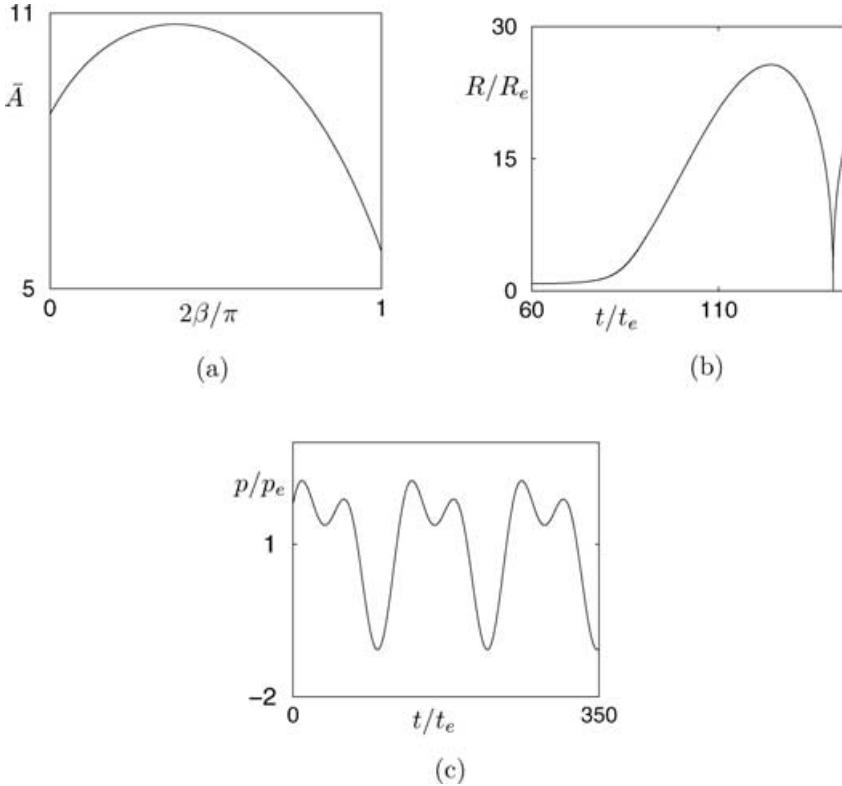 11
Ā
5
0
2β/π
1
(a)
30
R/Rₑ
15
0
60
t/tₑ
110
(b)
p/pₑ
1
−2
0
t/tₑ
350
(c)